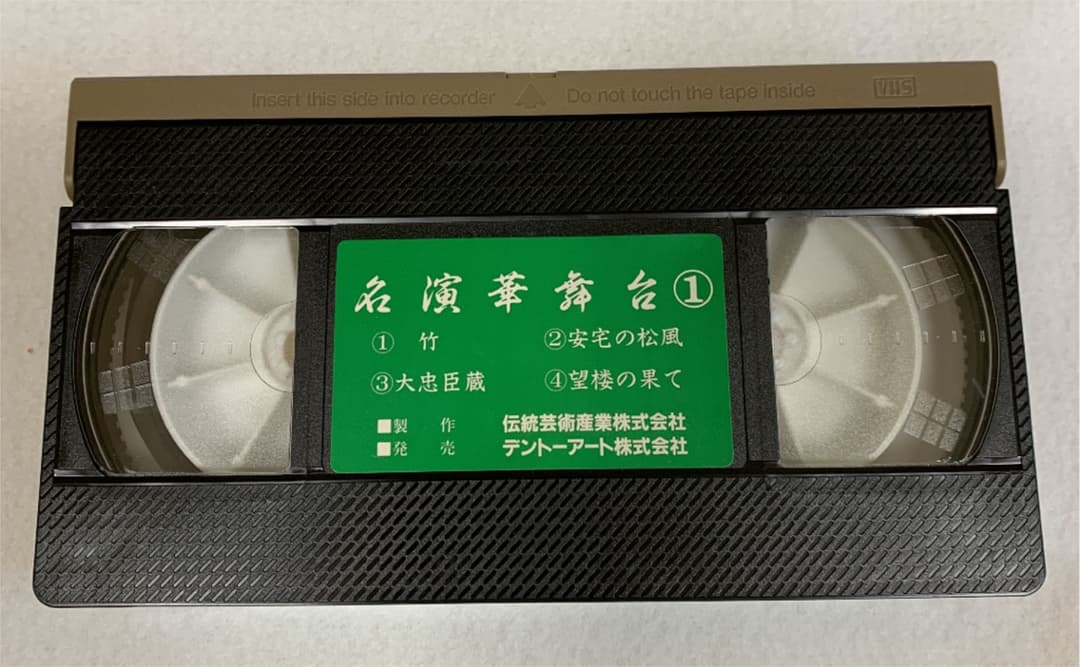 Insert this side into recorder Do not touch the tape inside VHS
名演華舞台①
① 竹 ②安宅の松風
③大忠臣蔵 ④望楼の果て
■製 作 伝統芸術産業株式会社
■発 売 デントーアート株式会社